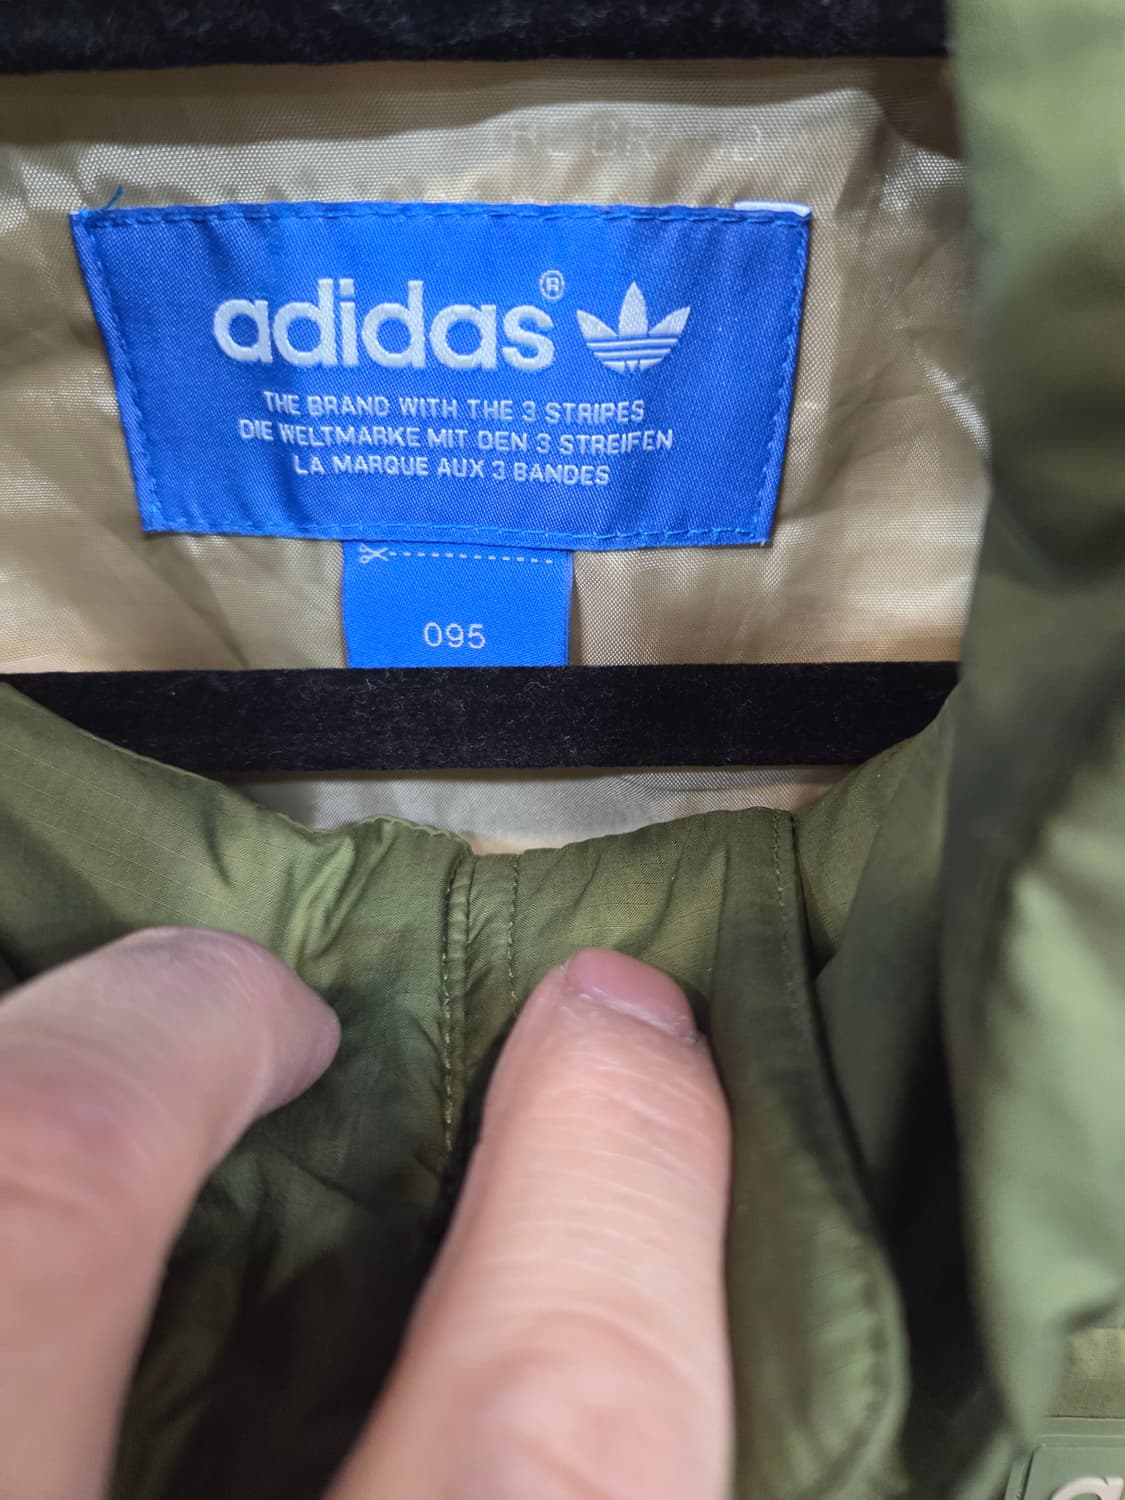 adidas®
THE BRAND WITH THE 3 STRIPES
DIE WELTMARKE MIT DEN 3 STREIFEN
LA MARQUE AUX 3 BANDES
095